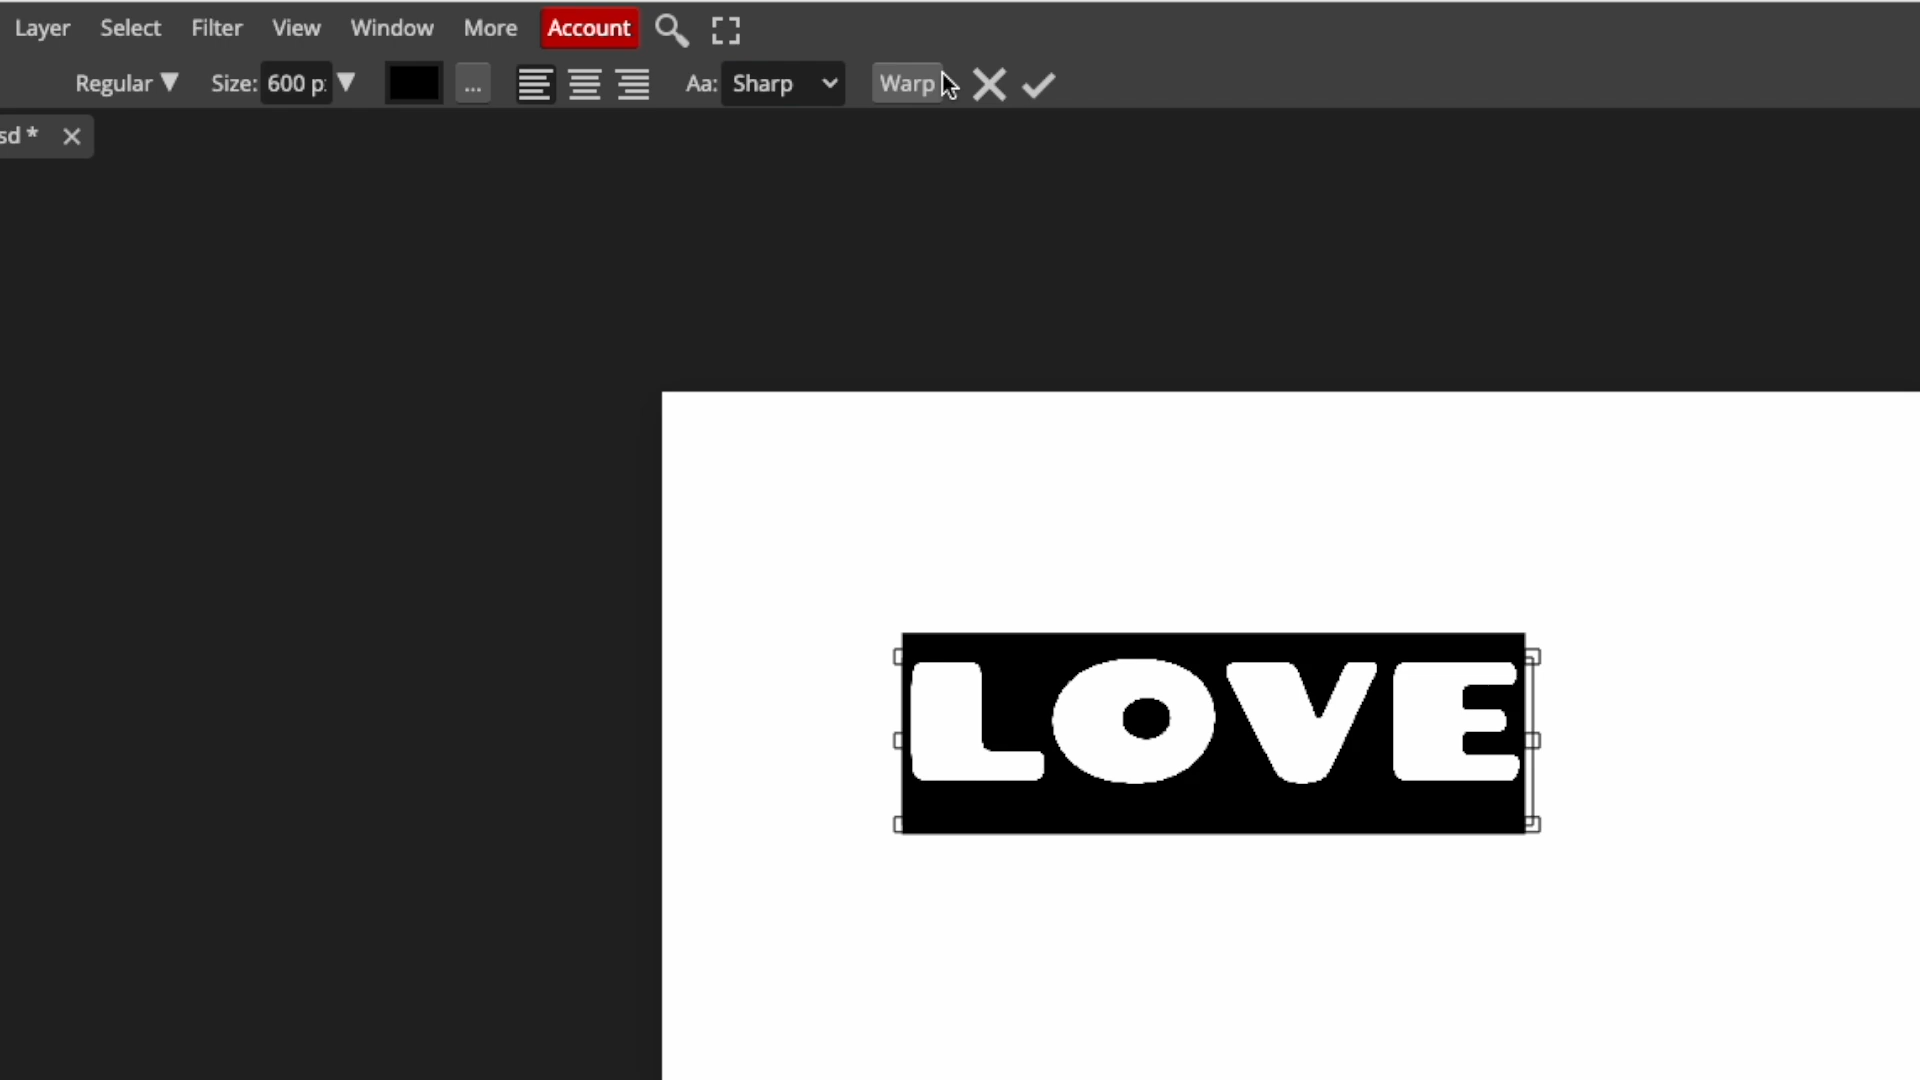 Layer Select Filter View Window More Account
Regular ▼ Size: 600 p: ▼ ... Aa: Sharp Warp
sd *
LOVE